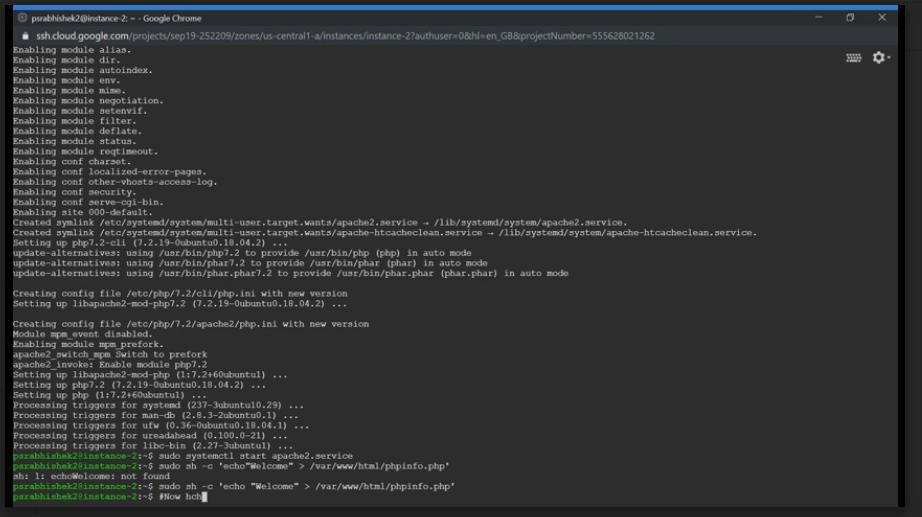 psrabhishek2@instance-2: ~ - Google Chrome
ssh.cloud.google.com/projects/sep19-252209/zones/us-central1-a/instances/instance-2?authuser=0&hl=en_GB&projectNumber=555628021262
Enabling module alias.
Enabling module dir.
Enabling module autoindex.
Enabling module env.
Enabling module mime.
Enabling module negotiation.
Enabling module setenvif.
Enabling module filter.
Enabling module deflate.
Enabling module status.
Enabling module reqtimeout.
Enabling conf charset.
Enabling conf localized-error-pages.
Enabling conf other-vhosts-access-log.
Enabling conf security.
Enabling conf serve-cgi-bin.
Enabling site 000-default.
Created symlink /etc/systemd/system/multi-user.target.wants/apache2.service → /lib/systemd/system/apache2.service.
Created symlink /etc/systemd/system/multi-user.target.wants/apache-htcacheclean.service → /lib/systemd/system/apache-htcacheclean.service.
Setting up php7.2-cli (7.2.19-0ubuntu0.18.04.2) ...
update-alternatives: using /usr/bin/php7.2 to provide /usr/bin/php (php) in auto mode
update-alternatives: using /usr/bin/phar7.2 to provide /usr/bin/phar (phar) in auto mode
update-alternatives: using /usr/bin/phar.phar7.2 to provide /usr/bin/phar.phar (phar.phar) in auto mode
Creating config file /etc/php/7.2/cli/php.ini with new version
Setting up libapache2-mod-php7.2 (7.2.19-0ubuntu0.18.04.2) ...
Creating config file /etc/php/7.2/apache2/php.ini with new version
Module mpm_event disabled.
Enabling module mpm_prefork.
apache2_switch_mpm Switch to prefork
apache2_invoke: Enable module php7.2
Setting up libapache2-mod-php (1:7.2+60ubuntu1) ...
Setting up php7.2 (7.2.19-0ubuntu0.18.04.2) ...
Setting up php (1:7.2+60ubuntu1) ...
Processing triggers for systemd (237-3ubuntu10.29) ...
Processing triggers for man-db (2.8.3-2ubuntu0.1) ...
Processing triggers for ufw (0.36-0ubuntu0.18.04.1) ...
Processing triggers for ureadahead (0.100.0-21) ...
Processing triggers for libc-bin (2.27-3ubuntu1) ...
psrabhishek2@instance-2:~$ sudo systemctl start apache2.service
psrabhishek2@instance-2:~$ sudo sh -c 'echo"Welcome" > /var/www/html/phpinfo.php'
sh: 1: echoWelcome: not found
psrabhishek2@instance-2:~$ sudo sh -c 'echo "Welcome" > /var/www/html/phpinfo.php'
psrabhishek2@instance-2:~$ #Now hch